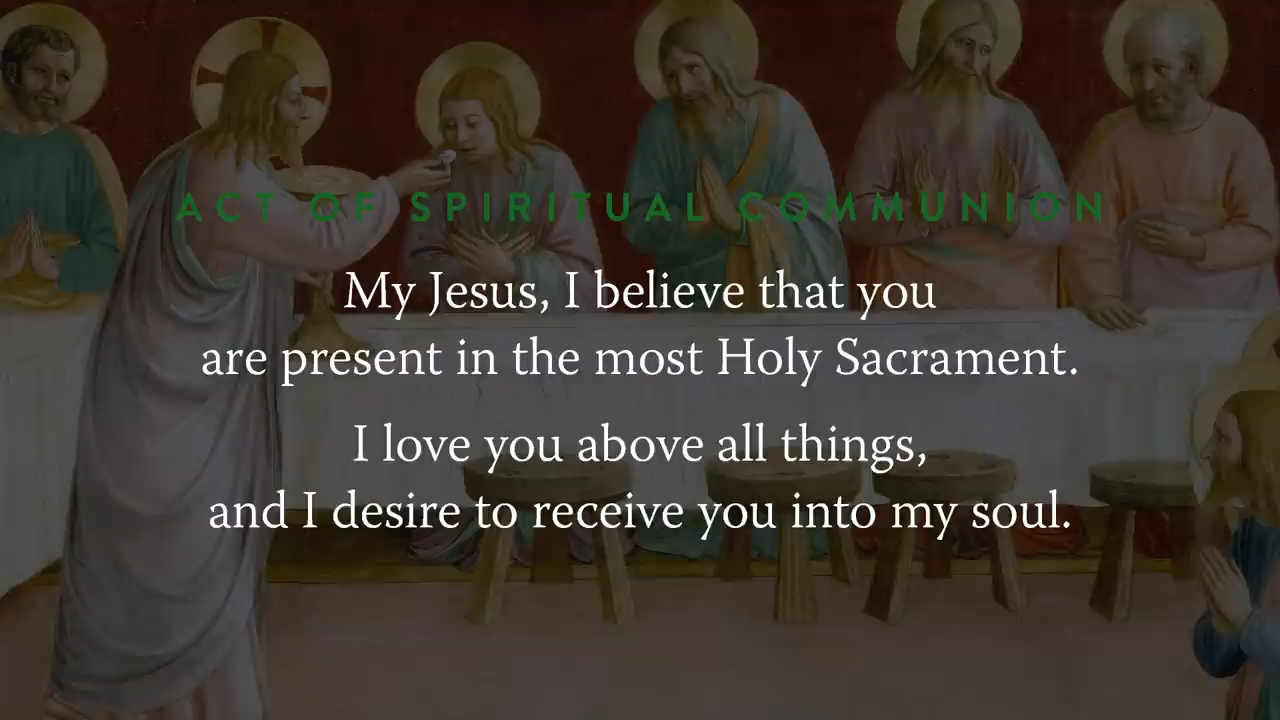 ACT OF SPIRITUAL COMMUNION
My Jesus, I believe that you
are present in the most Holy Sacrament.
I love you above all things,
and I desire to receive you into my soul.